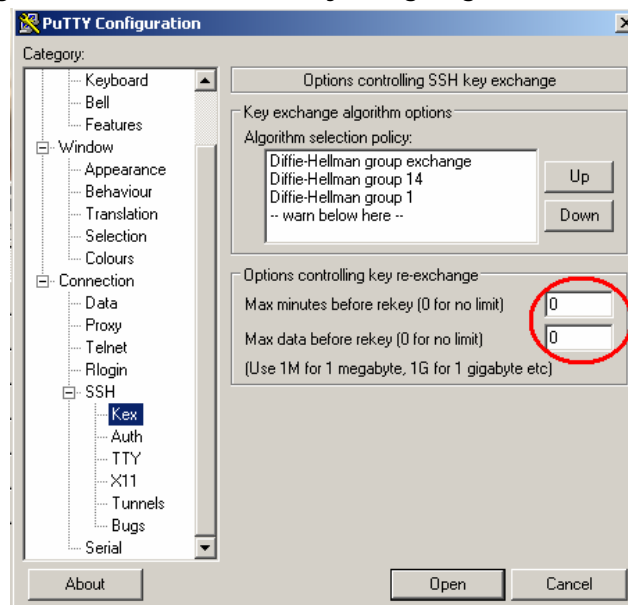 PuTTY Configuration
Category:
Keyboard
Bell
Features
Window
Appearance
Behaviour
Translation
Selection
Colours
Connection
Data
Proxy
Telnet
Rlogin
SSH
Kex
Auth
TTY
X11
Tunnels
Bugs
Serial
Options controlling SSH key exchange
Key exchange algorithm options
Algorithm selection policy:
Diffie-Hellman group exchange
Diffie-Hellman group 14
Diffie-Hellman group 1
-- warn below here --
Up
Down
Options controlling key re-exchange
Max minutes before rekey (0 for no limit) 0
Max data before rekey (0 for no limit) 0
(Use 1M for 1 megabyte, 1G for 1 gigabyte etc)
About
Open
Cancel